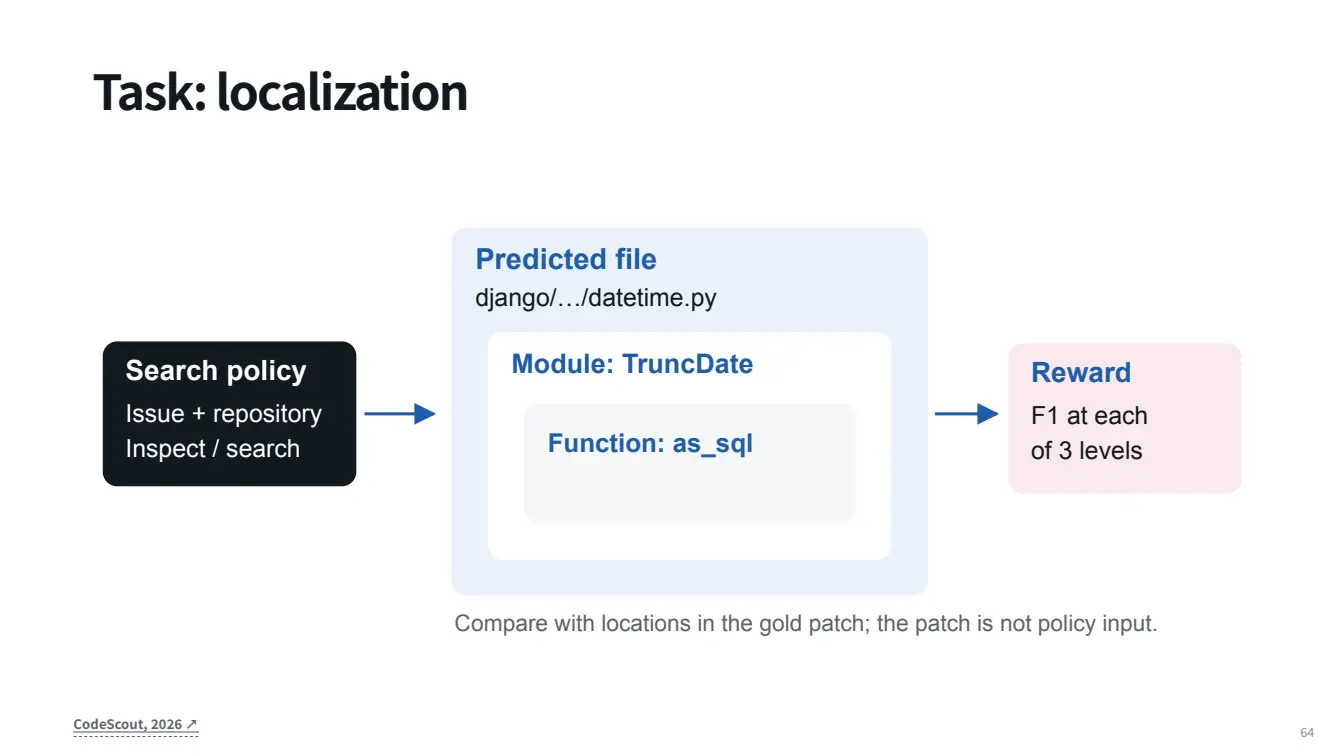 Task: localization
Predicted file
django/…/datetime.py
Module: TruncDate
Function: as_sql
Search policy
Issue + repository
Inspect / search
Reward
F1 at each
of 3 levels
Compare with locations in the gold patch; the patch is not policy input.
CodeScout, 2026 ↗
64